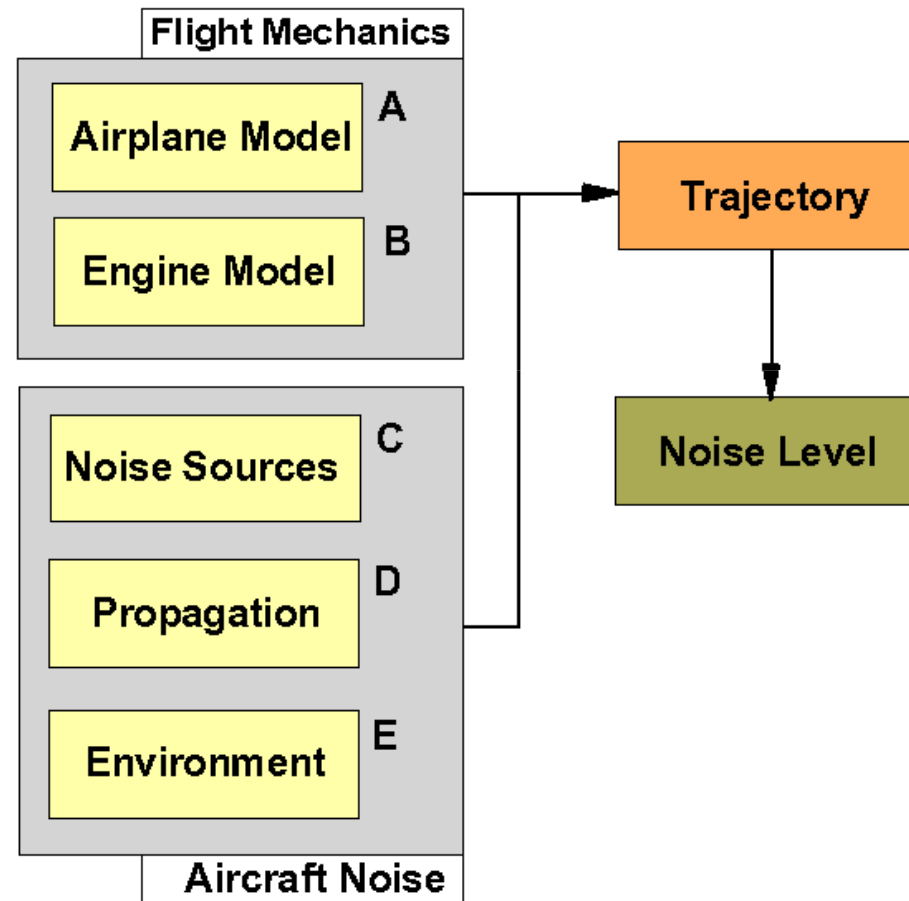 Flight Mechanics
Airplane Model
A
Engine Model
B
Noise Sources
C
Propagation
D
Environment
E
Aircraft Noise
Trajectory
Noise Level